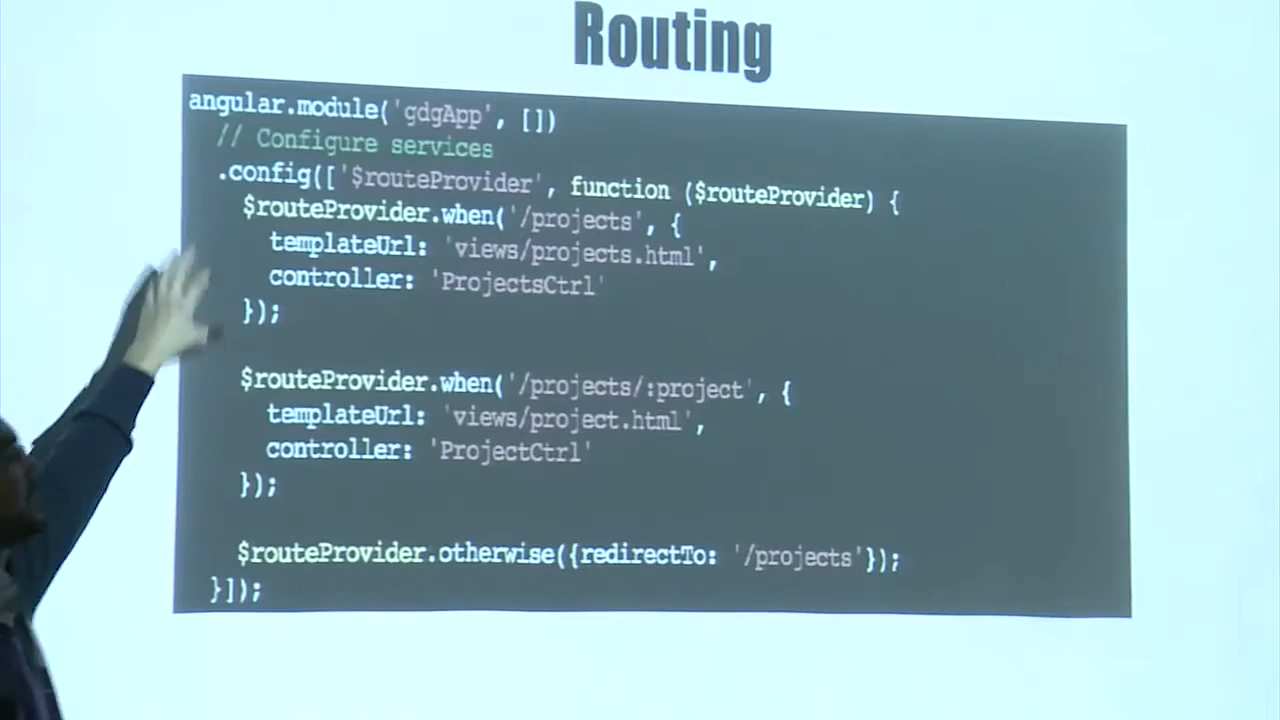 Routing
angular.module('gdgApp', [])
// Configure services
.config(['$routeProvider', function ($routeProvider) {
$routeProvider.when('/projects', {
templateUrl: 'views/projects.html',
controller: 'ProjectsCtrl'
});
$routeProvider.when('/projects/:project', {
templateUrl: 'views/project.html',
controller: 'ProjectCtrl'
});
$routeProvider.otherwise({redirectTo: '/projects'});
}]);